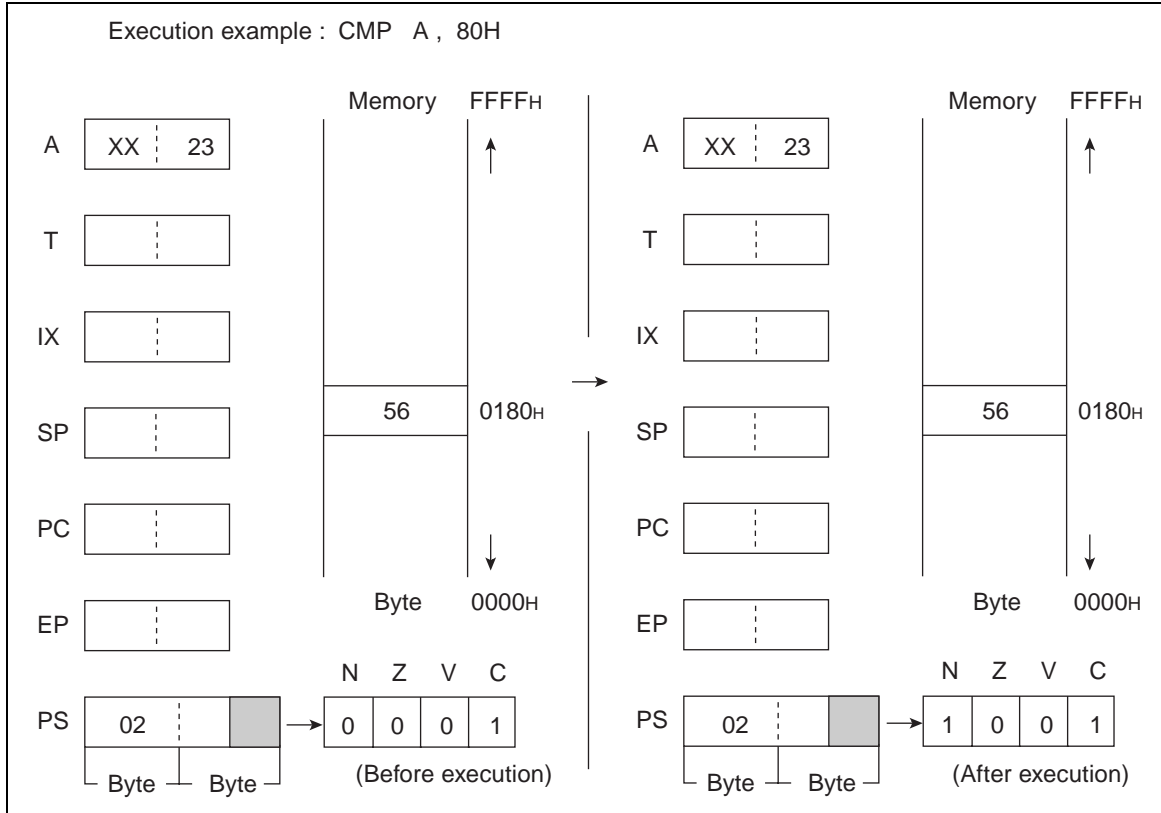 Execution example : CMP A , 80H
Memory FFFFH
A XX 23
T
IX
56 0180H
SP
PC
Byte 0000H
EP
N Z V C
PS 02 0 0 0 1
Byte Byte (Before execution)
Memory FFFFH
A XX 23
T
IX
56 0180H
SP
PC
Byte 0000H
EP
N Z V C
PS 02 1 0 0 1
Byte Byte (After execution)